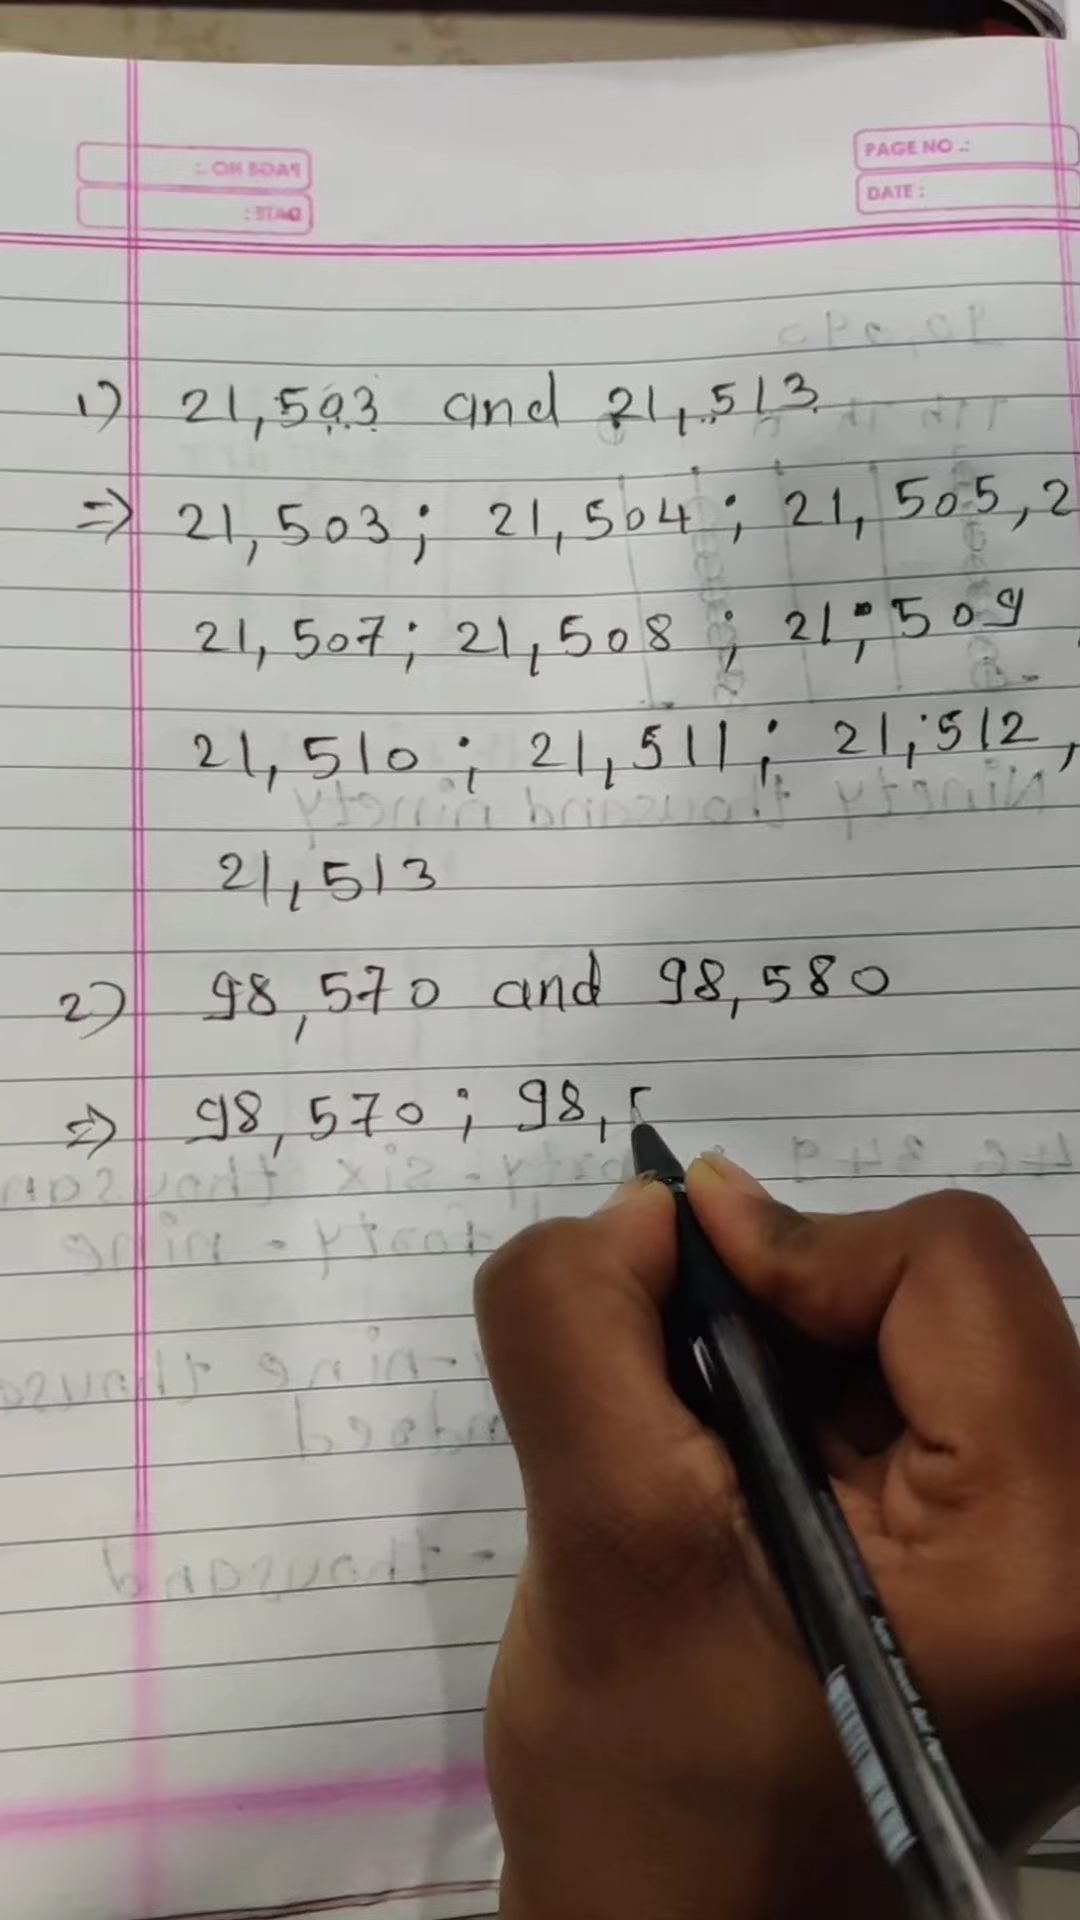 PAGE NO.:
DATE:
1) 21,503 and 21,513
⇒ 21,503; 21,504; 21,505, 2
21,507; 21,508; 21;509
21,510; 21,511; 21,512,
21,513
2) 98,570 and 98,580
⇒ 98,570; 98,5